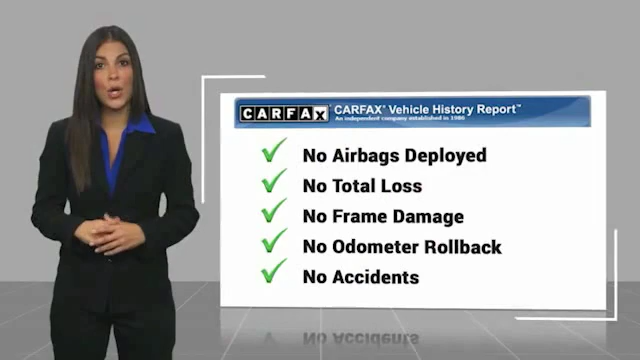 CARFAX CARFAX® Vehicle History Report™
An independent company established in 1986
No Airbags Deployed
No Total Loss
No Frame Damage
No Odometer Rollback
No Accidents